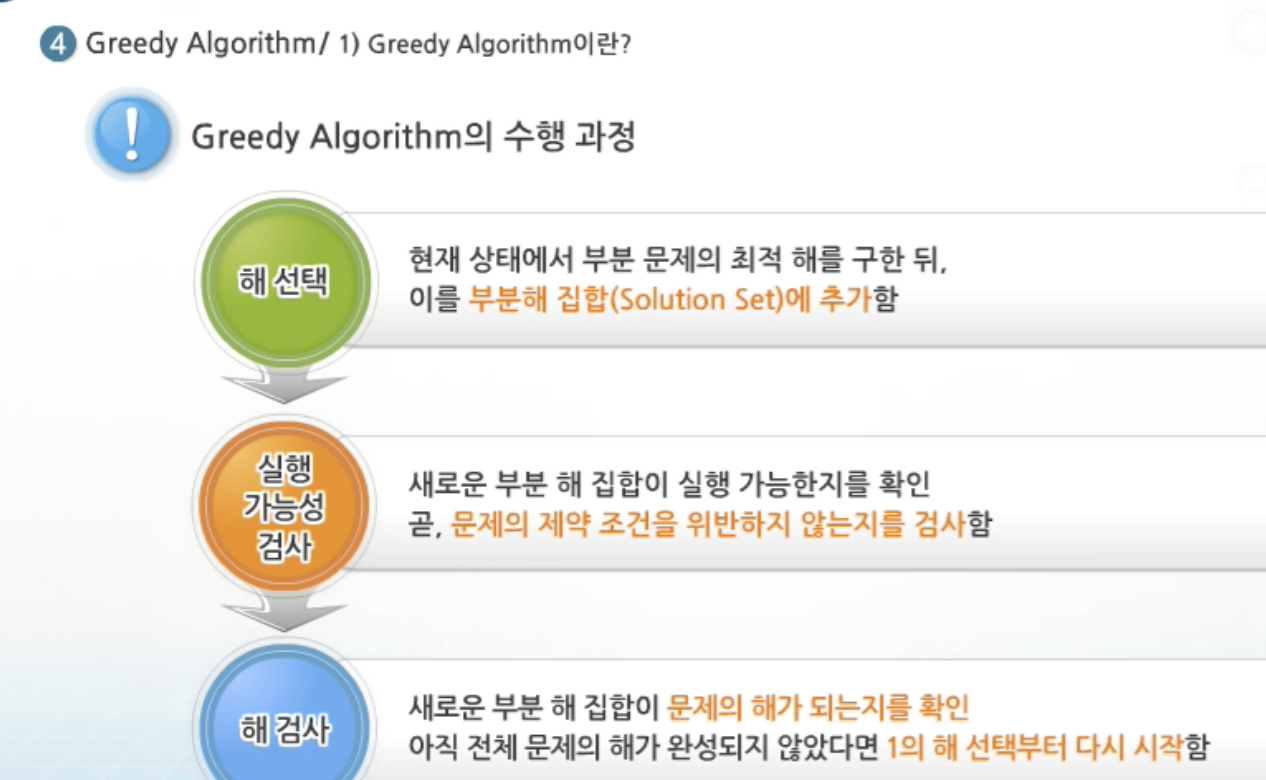 4 Greedy Algorithm/ 1) Greedy Algorithm이란?
! Greedy Algorithm의 수행 과정
해 선택
현재 상태에서 부분 문제의 최적 해를 구한 뒤,
이를 부분해 집합(Solution Set)에 추가함
실행
가능성
검사
새로운 부분 해 집합이 실행 가능한지를 확인
곧, 문제의 제약 조건을 위반하지 않는지를 검사함
해 검사
새로운 부분 해 집합이 문제의 해가 되는지를 확인
아직 전체 문제의 해가 완성되지 않았다면 1의 해 선택부터 다시 시작함